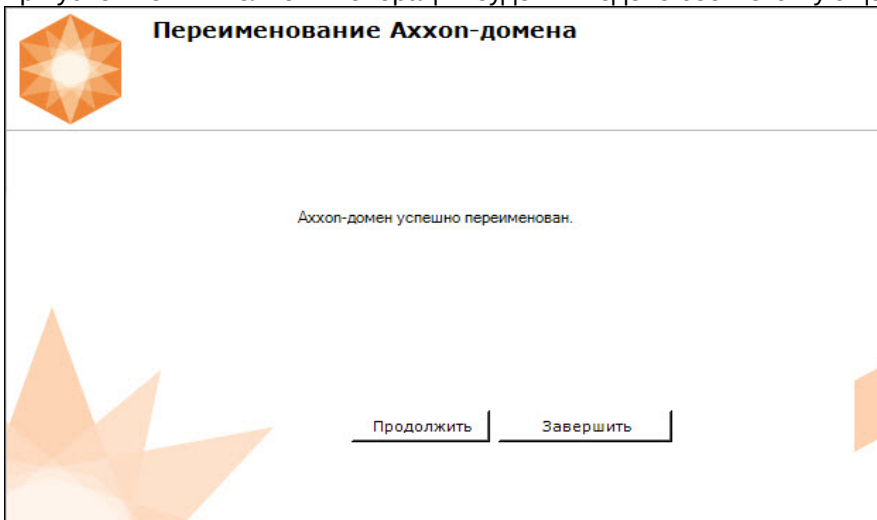 Переименование Axxon-домена
Axxon-домен успешно переименован.
Продолжить Завершить